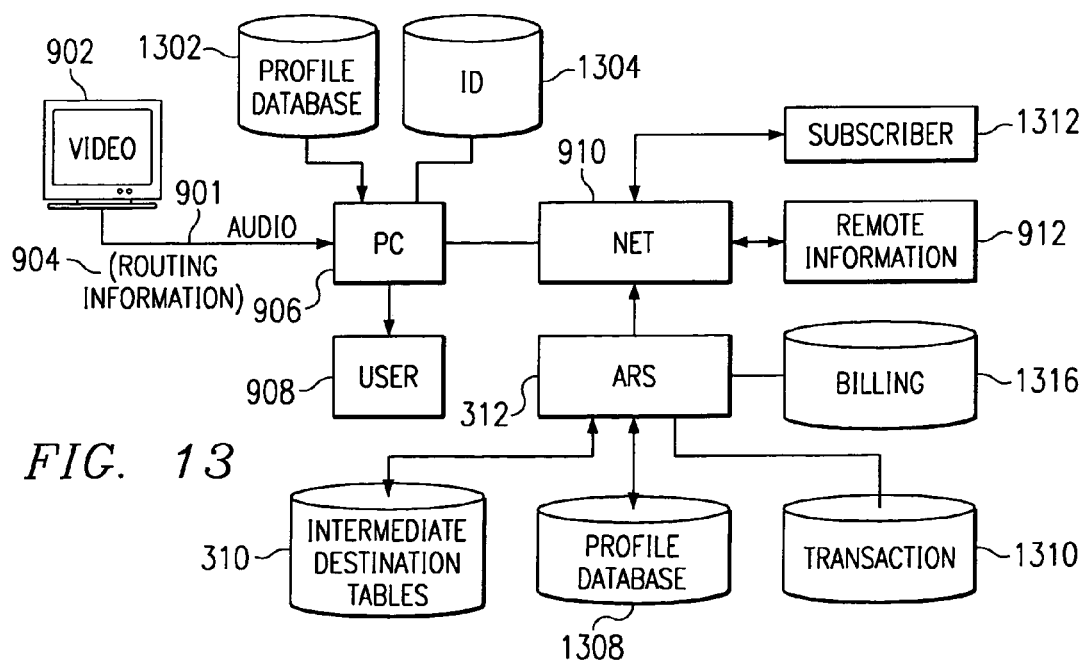 902
1302
PROFILE
DATABASE
ID
1304
VIDEO
910
SUBSCRIBER
1312
901
AUDIO
PC
NET
REMOTE
INFORMATION
912
904
(ROUTING
INFORMATION)
906
908
USER
312
ARS
BILLING
1316
FIG. 13
310
INTERMEDIATE
DESTINATION
TABLES
PROFILE
DATABASE
1308
TRANSACTION
1310